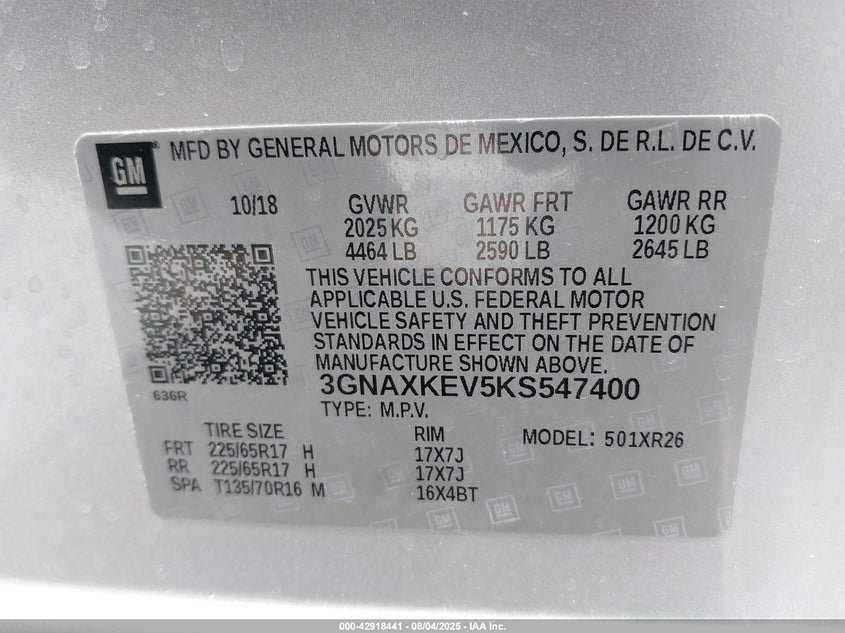 GM
MFD BY GENERAL MOTORS DE MEXICO, S. DE R.L. DE C.V.
10/18 GVWR GAWR FRT GAWR RR
2025 KG 1175 KG 1200 KG
4464 LB 2590 LB 2645 LB
THIS VEHICLE CONFORMS TO ALL
APPLICABLE U.S. FEDERAL MOTOR
VEHICLE SAFETY AND THEFT PREVENTION
STANDARDS IN EFFECT ON THE DATE OF
MANUFACTURE SHOWN ABOVE.
636R
3GNAXKEV5KS547400
TYPE: M.P.V.
TIRE SIZE RIM MODEL: 501XR26
FRT 225/65R17 H 17X7J
RR 225/65R17 H 17X7J
SPA T135/70R16 M 16X4BT
000-42918441 - 08/04/2025 - IAA Inc.